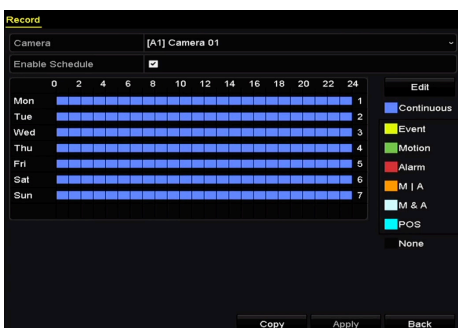 Record
Camera [A1] Camera 01
Enable Schedule
0 2 4 6 8 10 12 14 16 18 20 22 24 Edit
Mon 1 Continuous
Tue 2 Event
Wed 3
Thu 4 Motion
Fri 5 Alarm
Sat 6 M | A
Sun 7 M & A
POS
None
Copy Apply Back